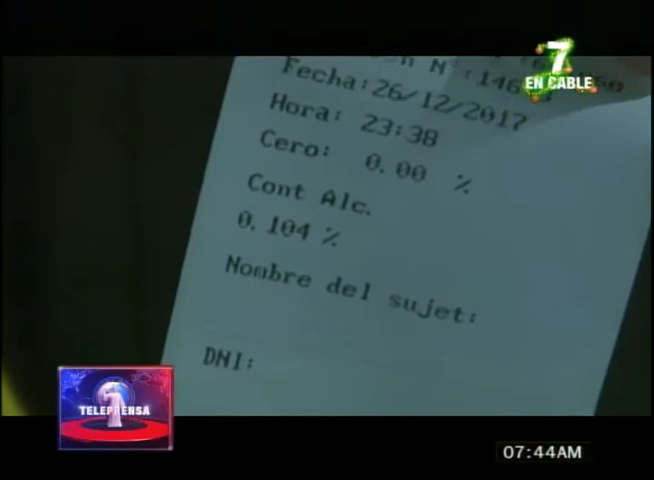 7
EN CABLE
Fecha:26/12/2017
Hora: 23:38
Cero: 0.00 %
Cont Alc.
0.104 %
Nombre del sujet:
DNI:
TELEPRENSA
07:44AM